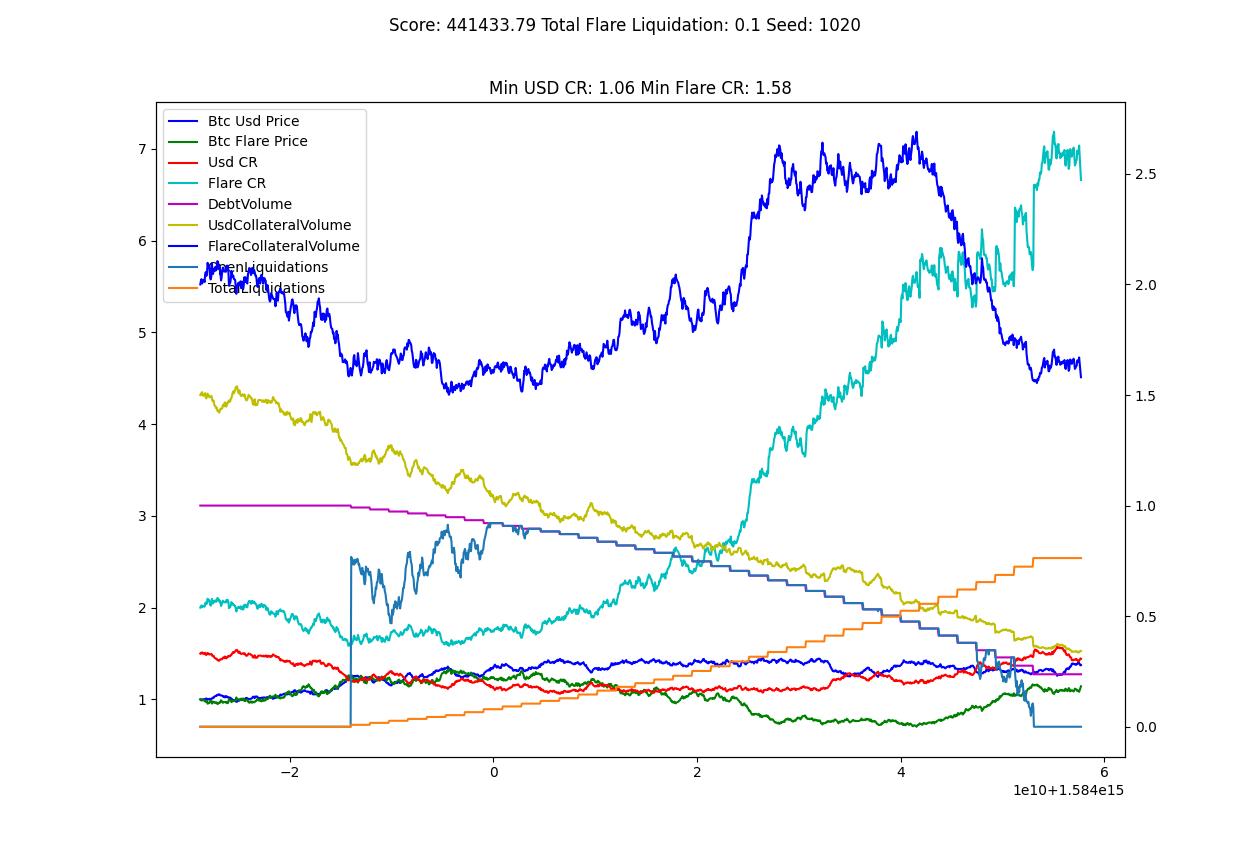 Score: 441433.79 Total Flare Liquidation: 0.1 Seed: 1020
Min USD CR: 1.06 Min Flare CR: 1.58
Btc Usd Price
Btc Flare Price
Usd CR
Flare CR
DebtVolume
UsdCollateralVolume
FlareCollateralVolume
OpenLiquidations
TotalLiquidations
7
6
5
4
3
2
1
2.5
2.0
1.5
1.0
0.5
0.0
−2
0
2
4
6
1e10+1.584e15